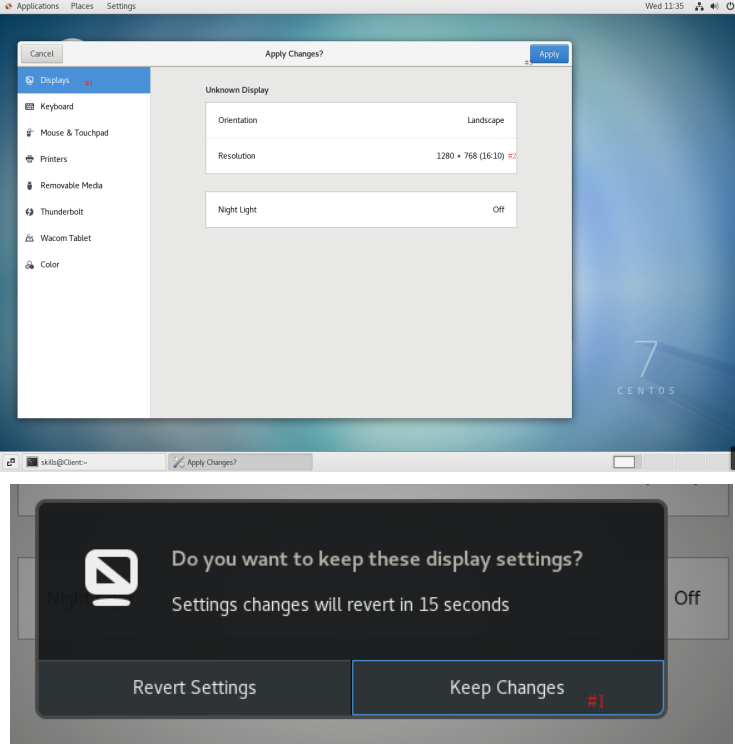 Applications Places Settings Wed 11:35
Cancel Apply Changes? Apply
#3
Displays #1
Unknown Display
Keyboard
Orientation Landscape
Mouse & Touchpad
Resolution 1280 × 768 (16:10) #2
Printers
Removable Media
Thunderbolt
Night Light Off
Wacom Tablet
Color
7
CENTOS
skills@Client:~ Apply Changes?
Do you want to keep these display settings?
Night
Off
Settings changes will revert in 15 seconds
Revert Settings Keep Changes
#1